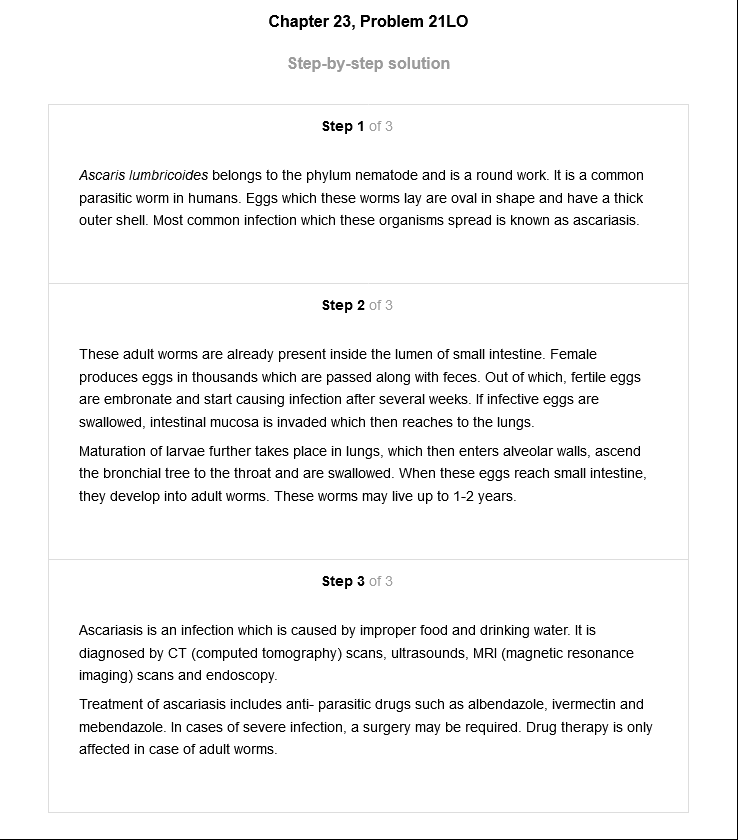 Chapter 23, Problem 21LO
Step-by-step solution
Step 1 of 3
Ascaris lumbricoides belongs to the phylum nematode and is a round work. It is a common
parasitic worm in humans. Eggs which these worms lay are oval in shape and have a thick
outer shell. Most common infection which these organisms spread is known as ascariasis.
Step 2 of 3
These adult worms are already present inside the lumen of small intestine. Female
produces eggs in thousands which are passed along with feces. Out of which, fertile eggs
are embronate and start causing infection after several weeks. If infective eggs are
swallowed, intestinal mucosa is invaded which then reaches to the lungs.
Maturation of larvae further takes place in lungs, which then enters alveolar walls, ascend
the bronchial tree to the throat and are swallowed. When these eggs reach small intestine,
they develop into adult worms. These worms may live up to 1-2 years.
Step 3 of 3
Ascariasis is an infection which is caused by improper food and drinking water. It is
diagnosed by CT (computed tomography) scans, ultrasounds, MRI (magnetic resonance
imaging) scans and endoscopy.
Treatment of ascariasis includes anti- parasitic drugs such as albendazole, ivermectin and
mebendazole. In cases of severe infection, a surgery may be required. Drug therapy is only
affected in case of adult worms.